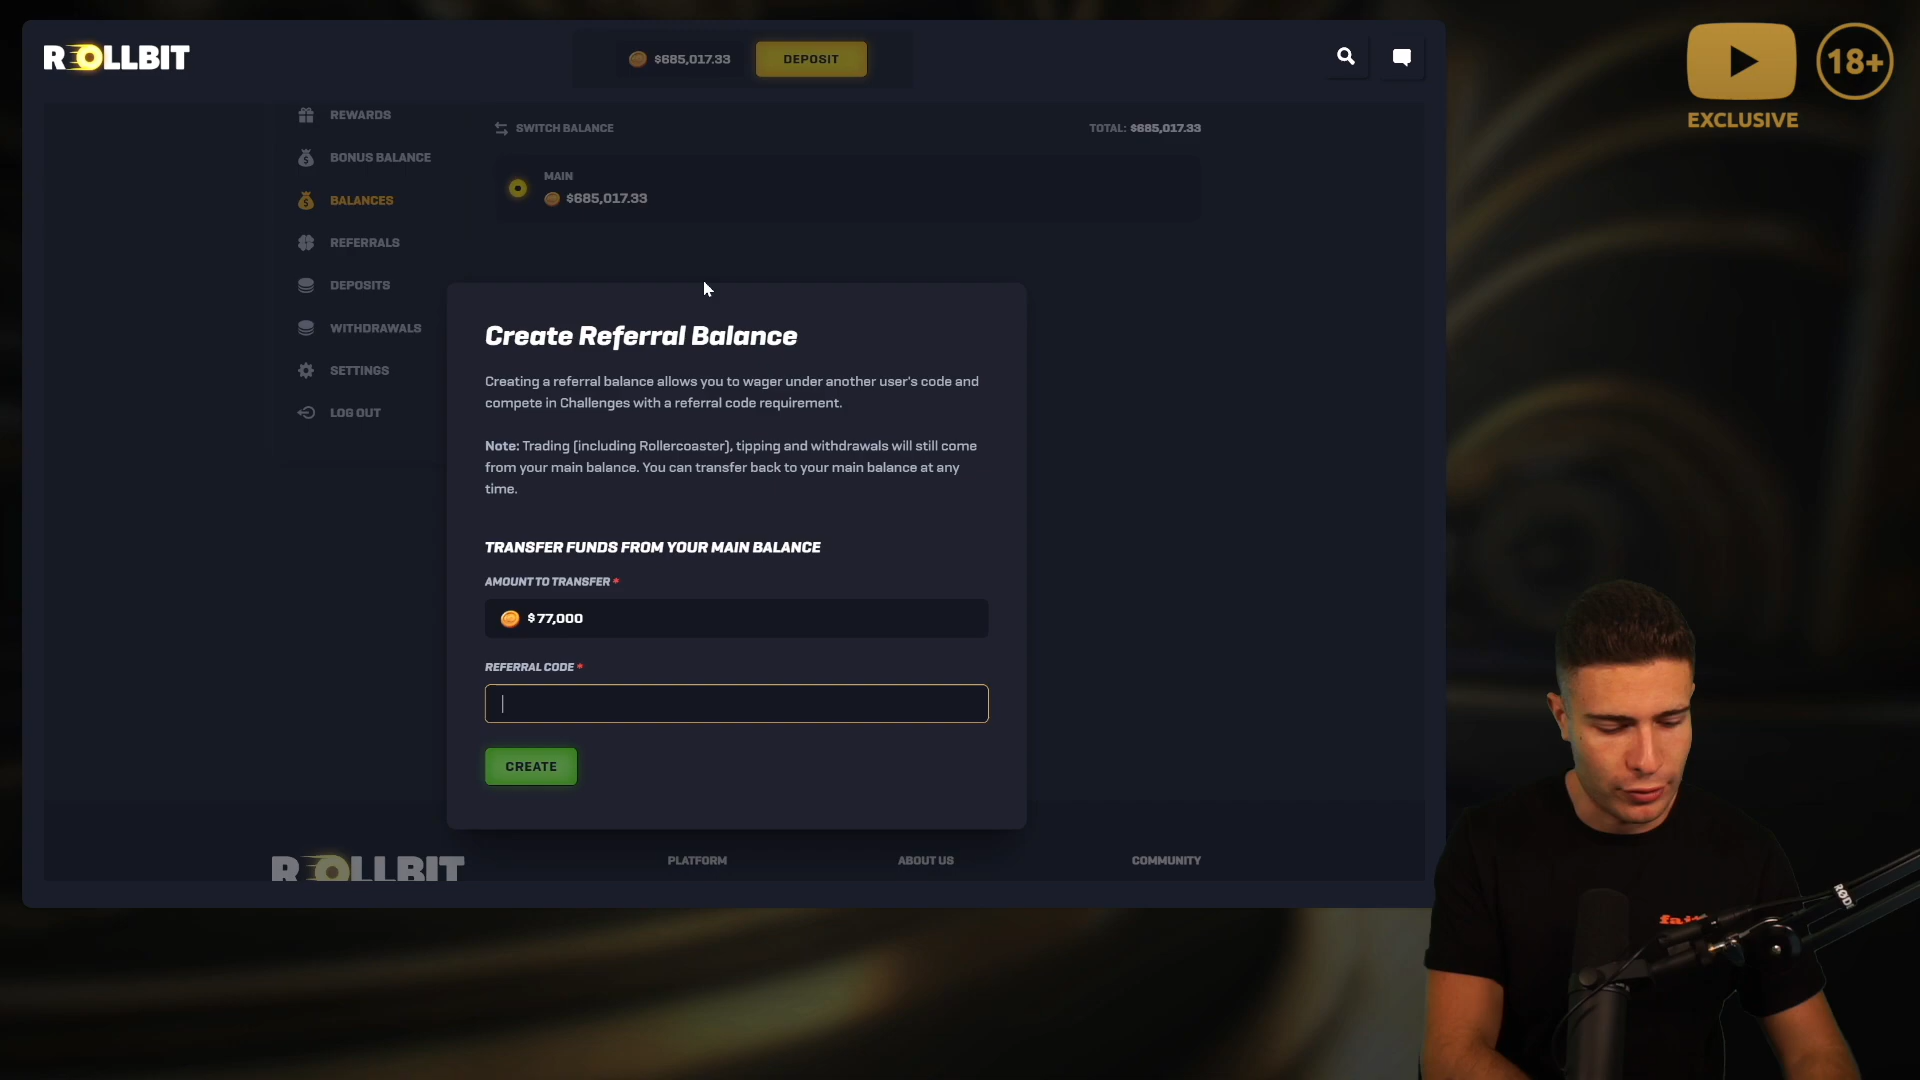 ROLLBIT
$685,017.33
DEPOSIT
EXCLUSIVE
18+
REWARDS
BONUS BALANCE
BALANCES
REFERRALS
DEPOSITS
WITHDRAWALS
SETTINGS
LOG OUT
SWITCH BALANCE
TOTAL: $685,017.33
MAIN
$685,017.33
Create Referral Balance
Creating a referral balance allows you to wager under another user's code and
compete in Challenges with a referral code requirement.
Note: Trading (including Rollercoaster), tipping and withdrawals will still come
from your main balance. You can transfer back to your main balance at any
time.
TRANSFER FUNDS FROM YOUR MAIN BALANCE
AMOUNT TO TRANSFER *
$ 77,000
REFERRAL CODE *
CREATE
ROLLBIT
PLATFORM
ABOUT US
COMMUNITY
RØDE